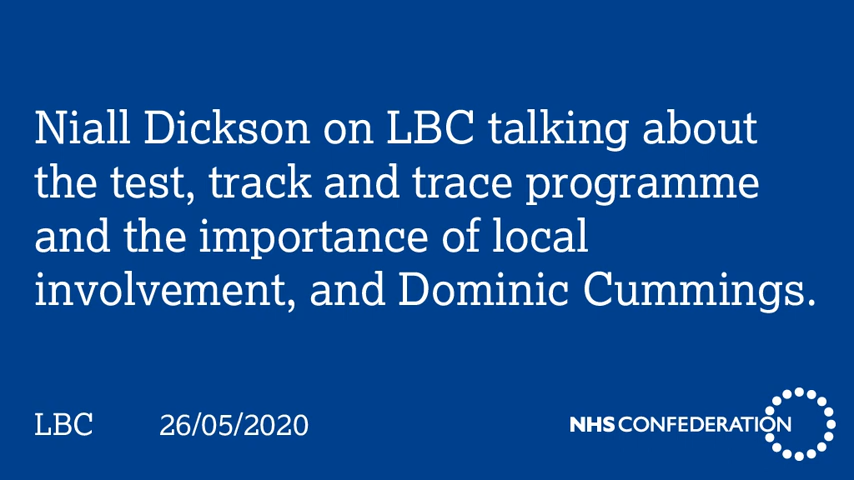 Niall Dickson on LBC talking about
the test, track and trace programme
and the importance of local
involvement, and Dominic Cummings.
LBC 26/05/2020 NHS CONFEDERATION